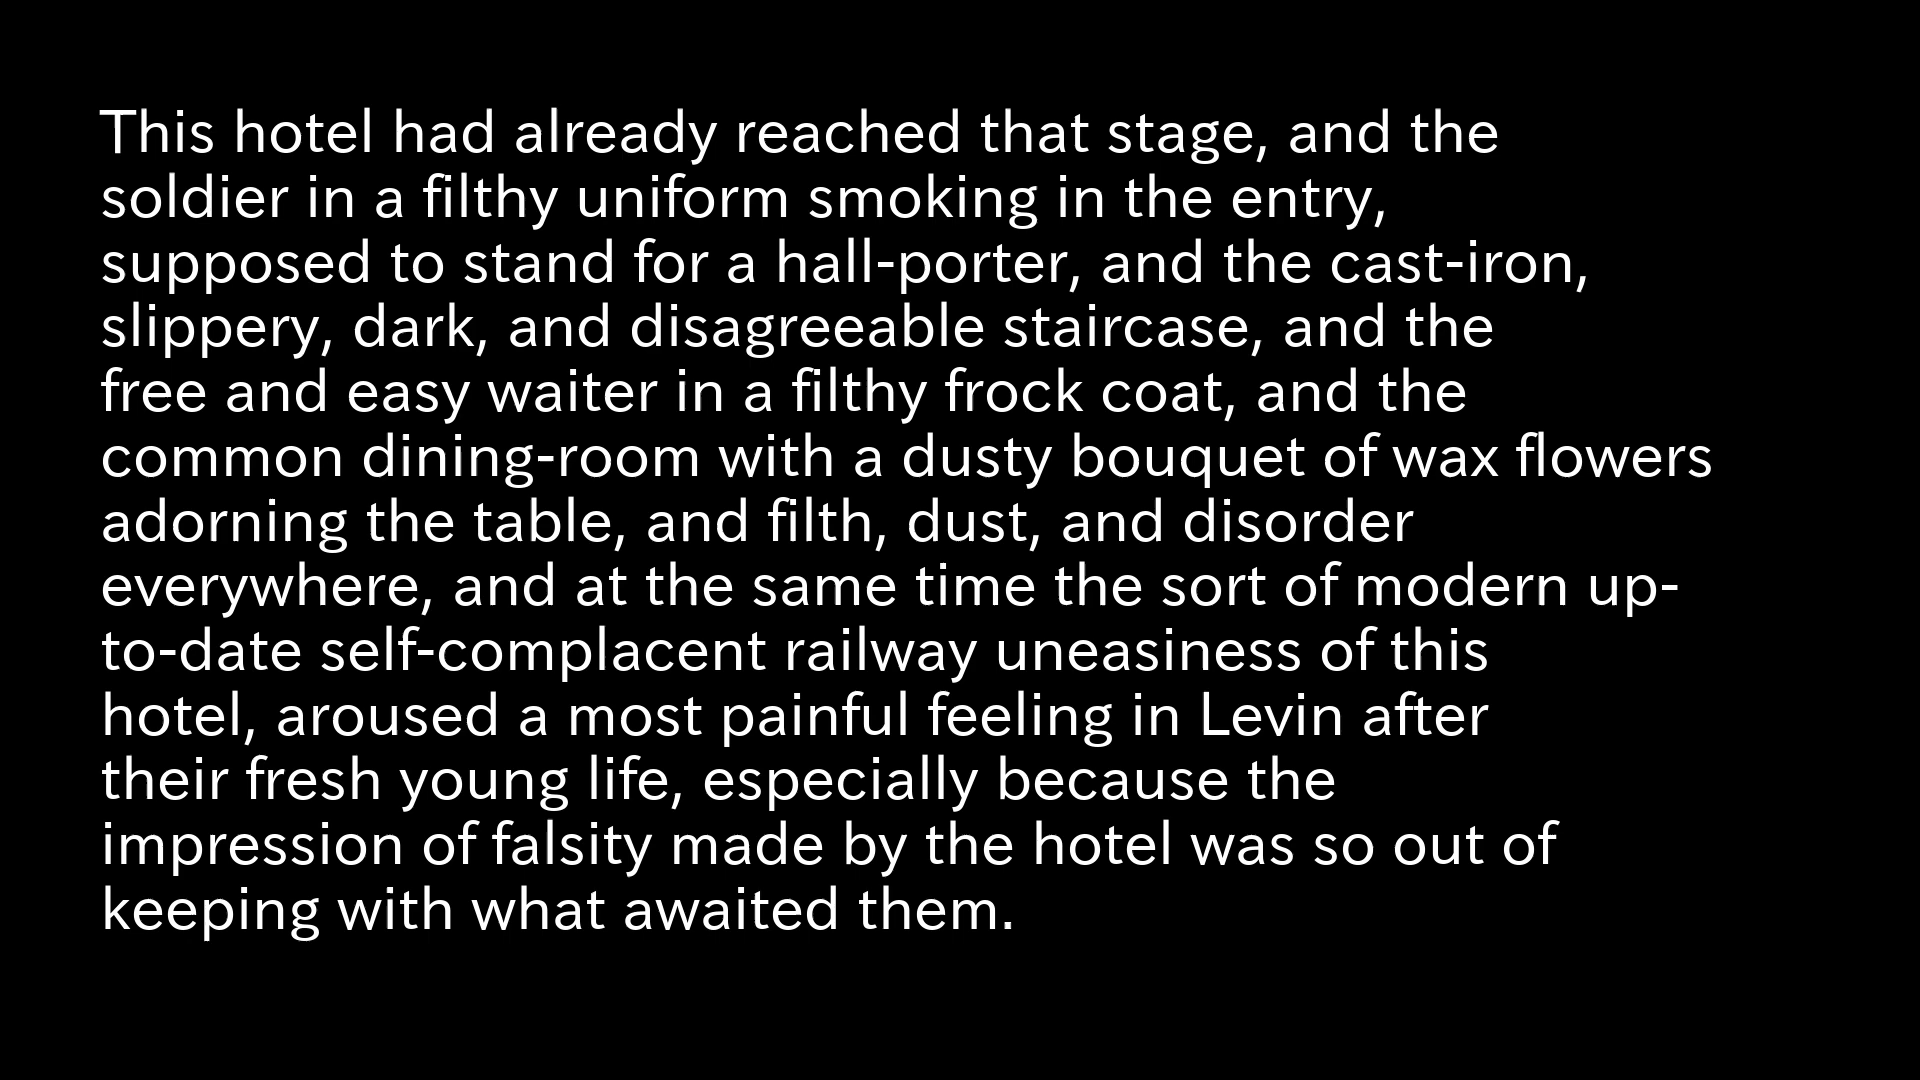 This hotel had already reached that stage, and the
soldier in a filthy uniform smoking in the entry,
supposed to stand for a hall-porter, and the cast-iron,
slippery, dark, and disagreeable staircase, and the
free and easy waiter in a filthy frock coat, and the
common dining-room with a dusty bouquet of wax flowers
adorning the table, and filth, dust, and disorder
everywhere, and at the same time the sort of modern up-
to-date self-complacent railway uneasiness of this
hotel, aroused a most painful feeling in Levin after
their fresh young life, especially because the
impression of falsity made by the hotel was so out of
keeping with what awaited them.